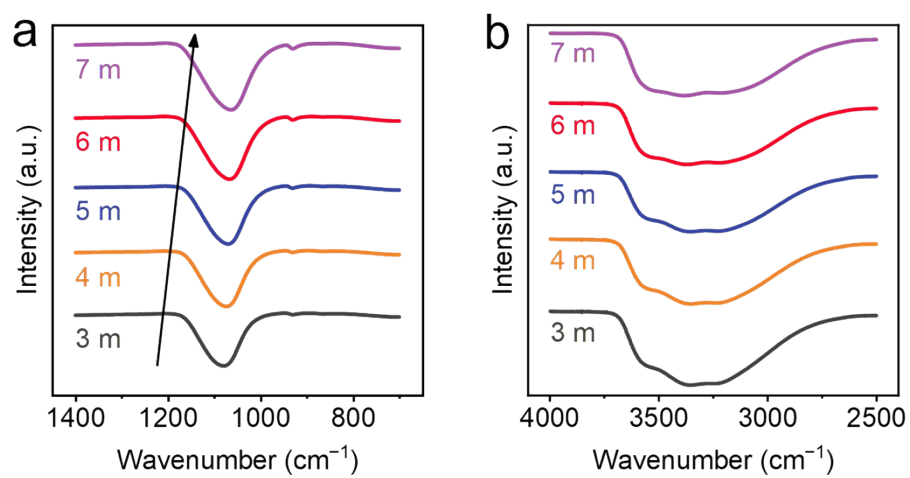 a
7 m
6 m
5 m
4 m
3 m
Intensity (a.u.)
1400 1200 1000 800
Wavenumber (cm⁻¹)
b
7 m
6 m
5 m
4 m
3 m
Intensity (a.u.)
4000 3500 3000 2500
Wavenumber (cm⁻¹)